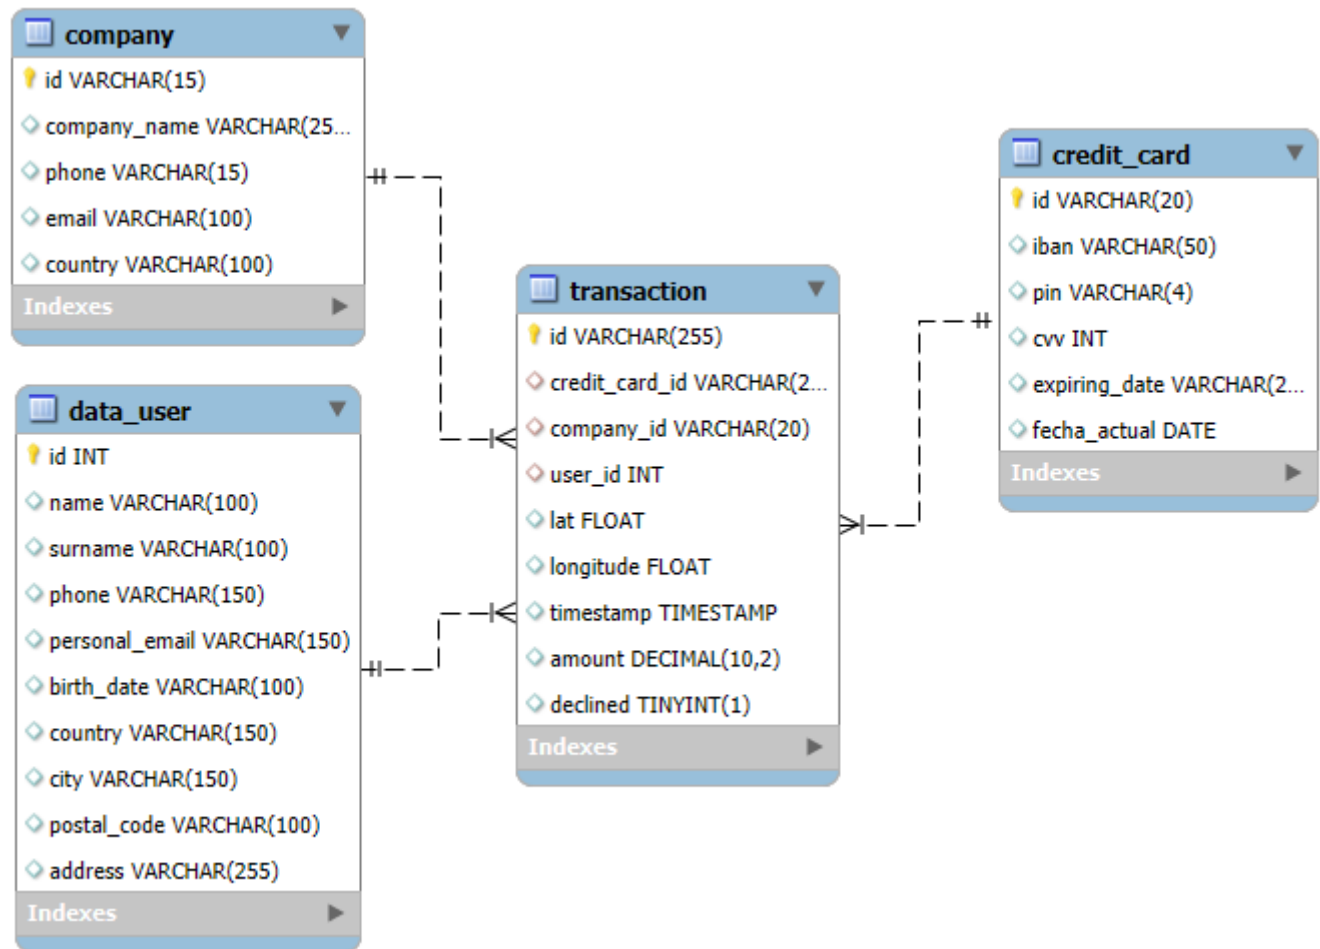 company
id VARCHAR(15)
company_name VARCHAR(25...
phone VARCHAR(15)
email VARCHAR(100)
country VARCHAR(100)
Indexes
data_user
id INT
name VARCHAR(100)
surname VARCHAR(100)
phone VARCHAR(150)
personal_email VARCHAR(150)
birth_date VARCHAR(100)
country VARCHAR(150)
city VARCHAR(150)
postal_code VARCHAR(100)
address VARCHAR(255)
Indexes
transaction
id VARCHAR(255)
credit_card_id VARCHAR(2...
company_id VARCHAR(20)
user_id INT
lat FLOAT
longitude FLOAT
timestamp TIMESTAMP
amount DECIMAL(10,2)
declined TINYINT(1)
Indexes
credit_card
id VARCHAR(20)
iban VARCHAR(50)
pin VARCHAR(4)
cvv INT
expiring_date VARCHAR(2...
fecha_actual DATE
Indexes